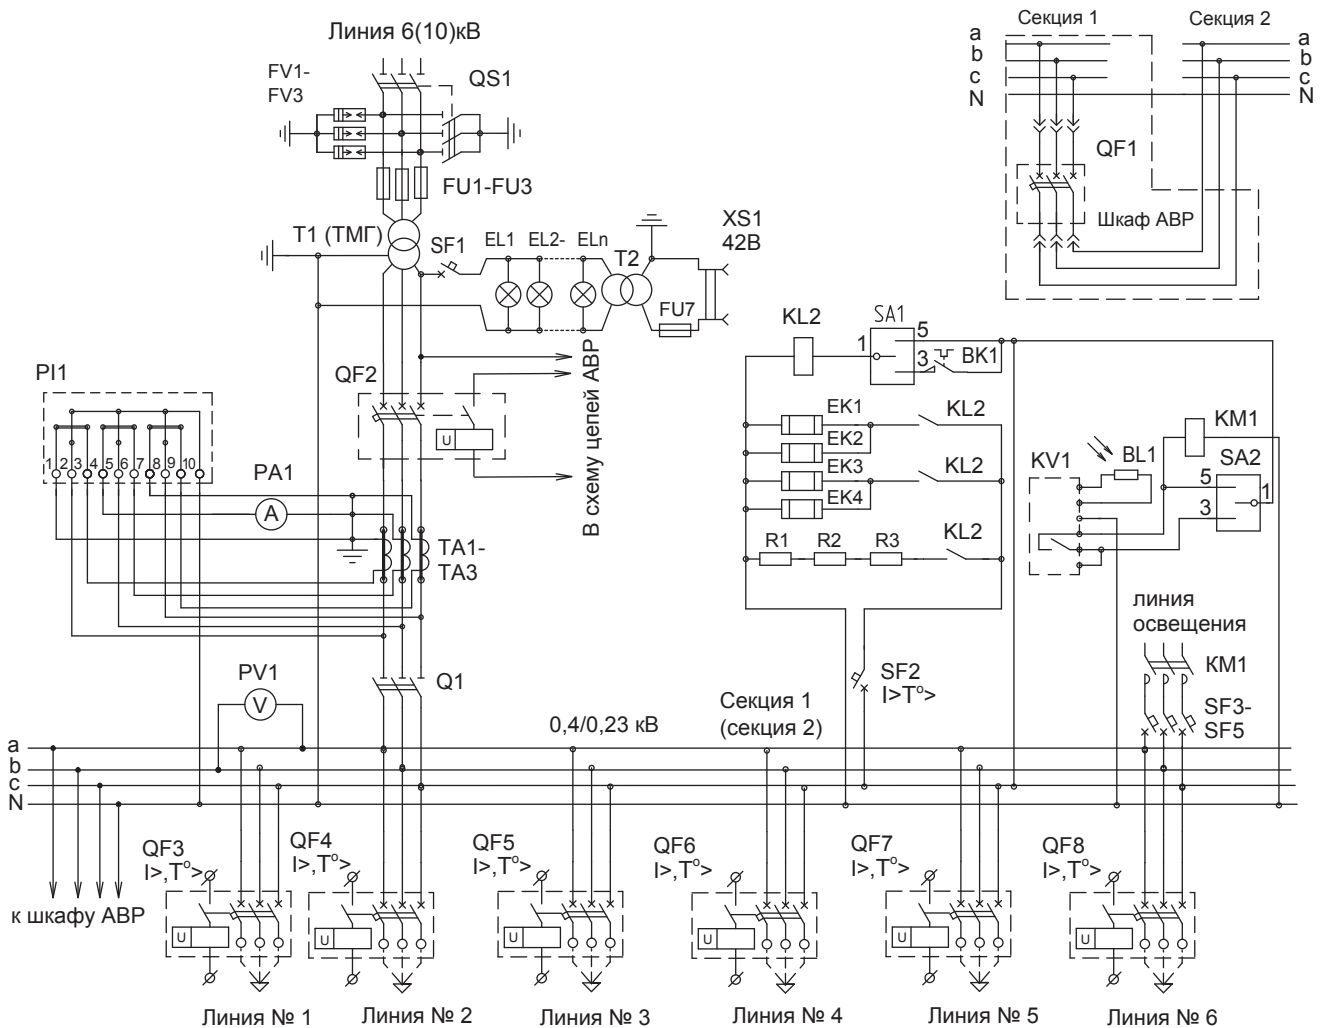 Линия 6(10)кВ
FV1-
FV3
QS1
FU1-FU3
T1 (ТМГ)
SF1
EL1
EL2-
ELn
T2
XS1
42В
FU7
Секция 1
Секция 2
a
b
c
N
a
b
c
N
QF1
Шкаф АВР
PI1
1
2
3
4
5
6
7
8
9
10
QF2
U
В схему цепей АВР
PA1
A
TA1-
TA3
KL2
SA1
1
5
3
BK1
EK1
EK2
EK3
EK4
KL2
KL2
R1
R2
R3
KL2
KV1
BL1
KM1
SA2
5
3
1
линия
освещения
KM1
SF3-
SF5
SF2
I>T°>
PV1
V
Q1
0,4/0,23 кВ
Секция 1
(секция 2)
a
b
c
N
к шкафу АВР
QF3
I>,T°>
U
Линия № 1
QF4
I>,T°>
U
Линия № 2
QF5
I>,T°>
U
Линия № 3
QF6
I>,T°>
U
Линия № 4
QF7
I>,T°>
U
Линия № 5
QF8
I>,T°>
U
Линия № 6